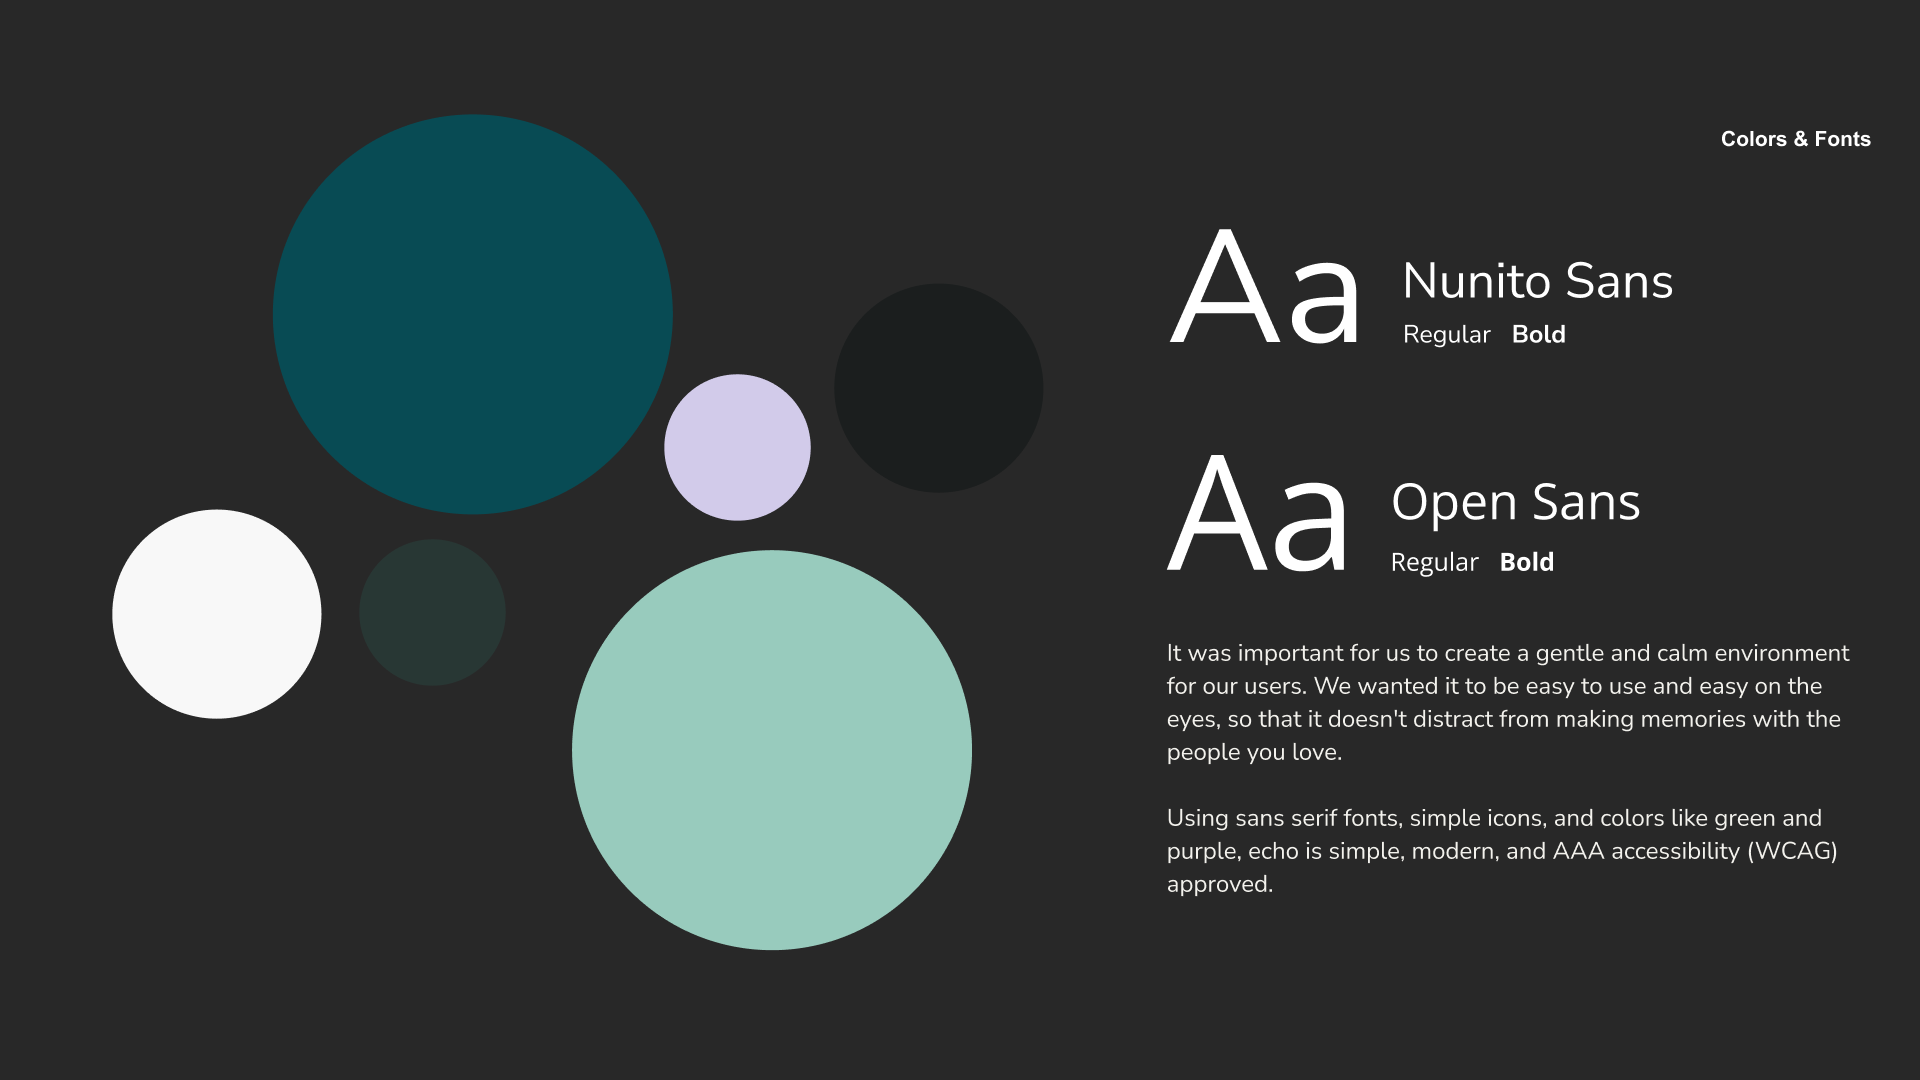 Colors & Fonts
Aa
Nunito Sans
Regular Bold
Aa
Open Sans
Regular Bold
It was important for us to create a gentle and calm environment
for our users. We wanted it to be easy to use and easy on the
eyes, so that it doesn't distract from making memories with the
people you love.
Using sans serif fonts, simple icons, and colors like green and
purple, echo is simple, modern, and AAA accessibility (WCAG)
approved.